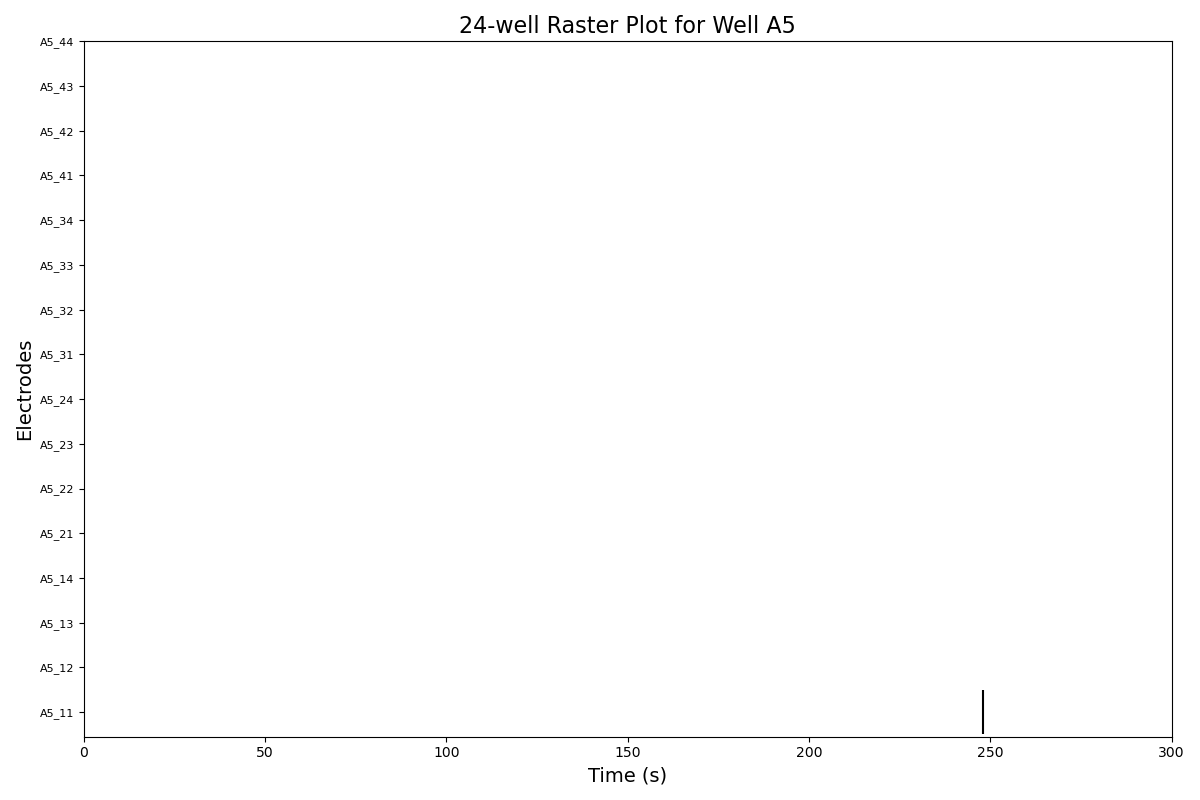 24-well Raster Plot for Well A5
A5_44
A5_43
A5_42
A5_41
A5_34
A5_33
A5_32
A5_31
A5_24
A5_23
A5_22
A5_21
A5_14
A5_13
A5_12
A5_11
Electrodes
0 50 100 150 200 250 300
Time (s)